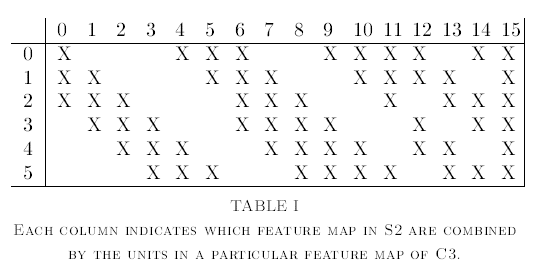 0 1 2 3 4 5 6 7 8 9 10 11 12 13 14 15
0 X X X X X X X X X X
1 X X X X X X X X X X
2 X X X X X X X X X X
3 X X X X X X X X X X
4 X X X X X X X X X X
5 X X X X X X X X X X
TABLE I
Each column indicates which feature map in S2 are combined
by the units in a particular feature map of C3.